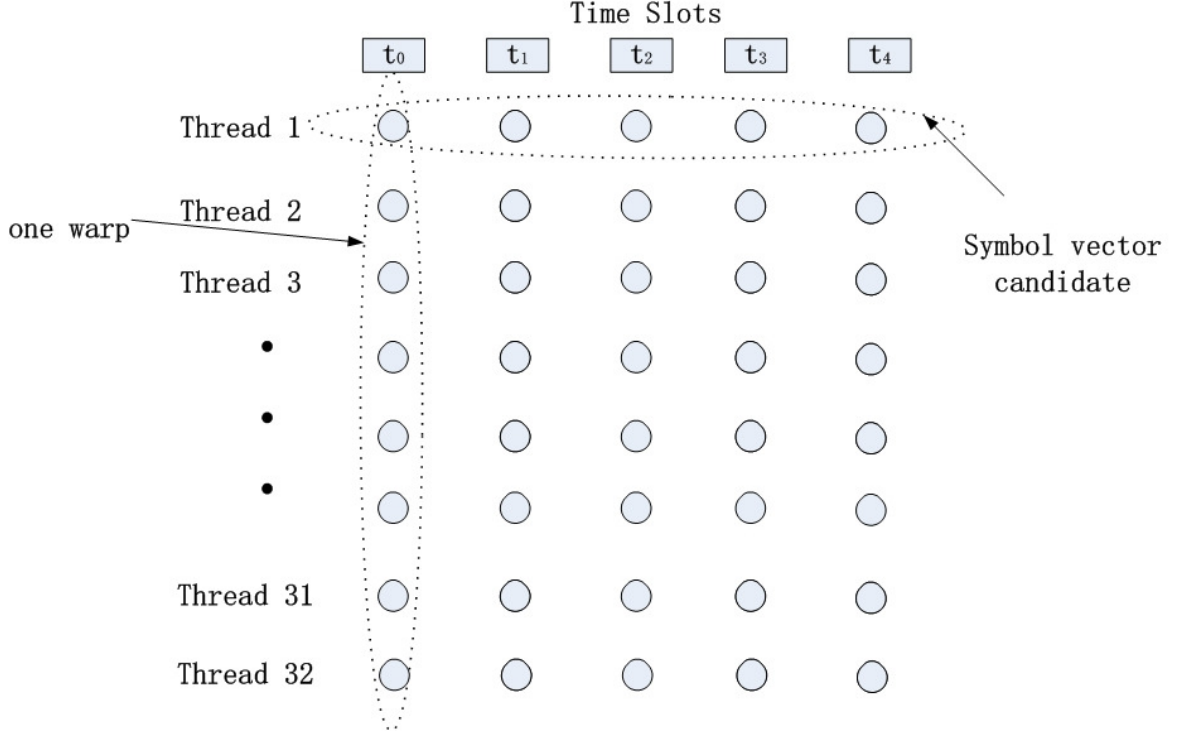 Time Slots
t₀ t₁ t₂ t₃ t₄
Thread 1
Thread 2
one warp
Symbol vector
candidate
Thread 3
Thread 31
Thread 32